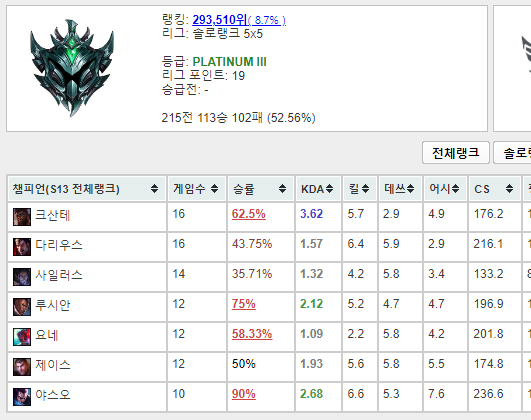 랭킹: 293,510위( 8.7% )
리그: 솔로랭크 5x5
등급: PLATINUM III
리그 포인트: 19
승급전: -
215전 113승 102패 (52.56%)
전체랭크 솔로랭
챔피언(S13 전체랭크) 게임수 승률 KDA 킬 데쓰 어시 CS
크산테 16 62.5% 3.62 5.7 2.9 4.9 176.2
다리우스 16 43.75% 1.57 6.4 5.9 2.9 216.1
사일러스 14 35.71% 1.32 4.2 5.8 3.4 133.2
루시안 12 75% 2.12 5.2 4.7 4.7 196.9
요네 12 58.33% 1.09 2.2 5.8 4.2 201.8
제이스 12 50% 1.93 5.6 5.8 5.5 174.8
야스오 10 90% 2.68 6.6 5.3 7.6 236.6